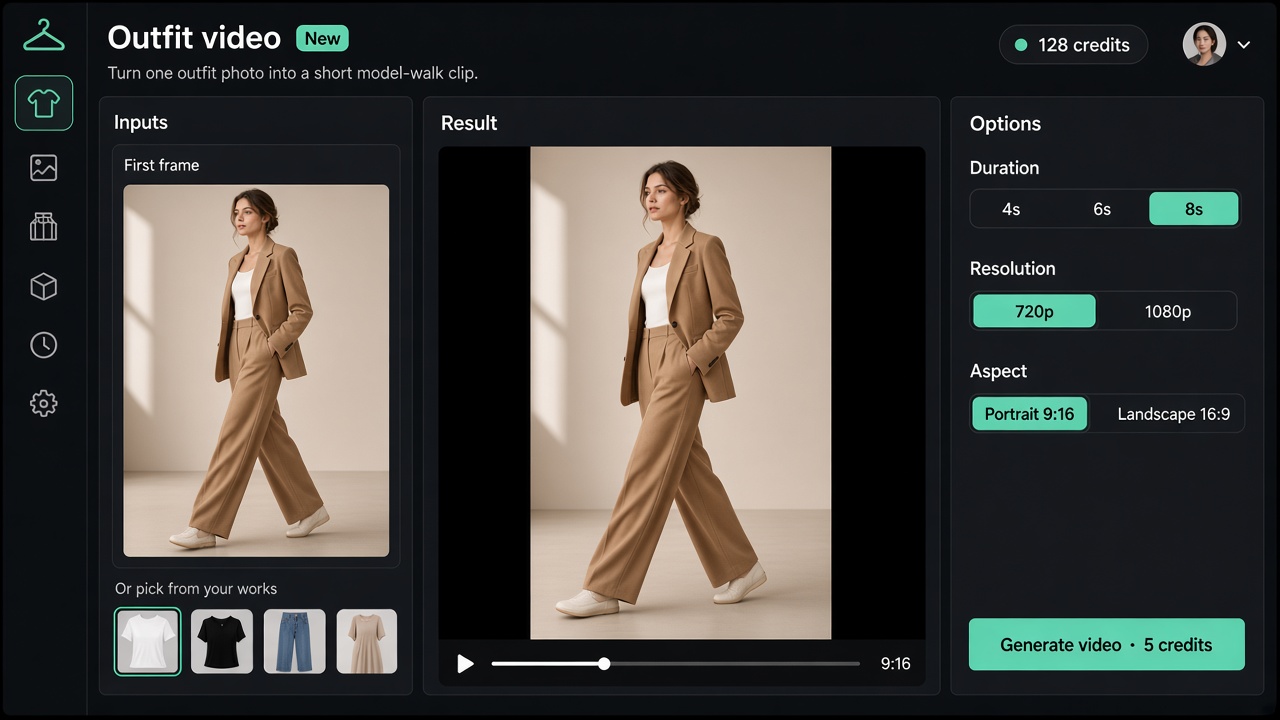 Outfit video
New
Turn one outfit photo into a short model-walk clip.
128 credits
Inputs
First frame
Or pick from your works
Result
9:16
Options
Duration
4s 6s 8s
Resolution
720p 1080p
Aspect
Portrait 9:16 Landscape 16:9
Generate video · 5 credits